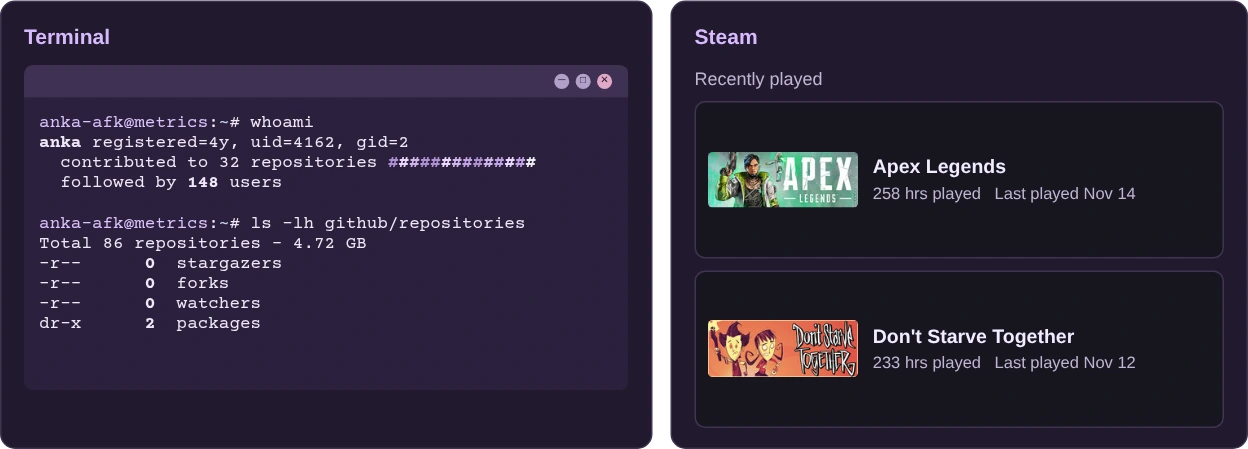 Terminal
anka-afk@metrics:~# whoami
anka registered=4y, uid=4162, gid=2
contributed to 32 repositories ##############
followed by 148 users
anka-afk@metrics:~# ls -lh github/repositories
Total 86 repositories - 4.72 GB
-r-- 0 stargazers
-r-- 0 forks
-r-- 0 watchers
dr-x 2 packages
Steam
Recently played
APEX
LEGENDS
Apex Legends
258 hrs played Last played Nov 14
Don't Starve
TOGETHER
Don't Starve Together
233 hrs played Last played Nov 12